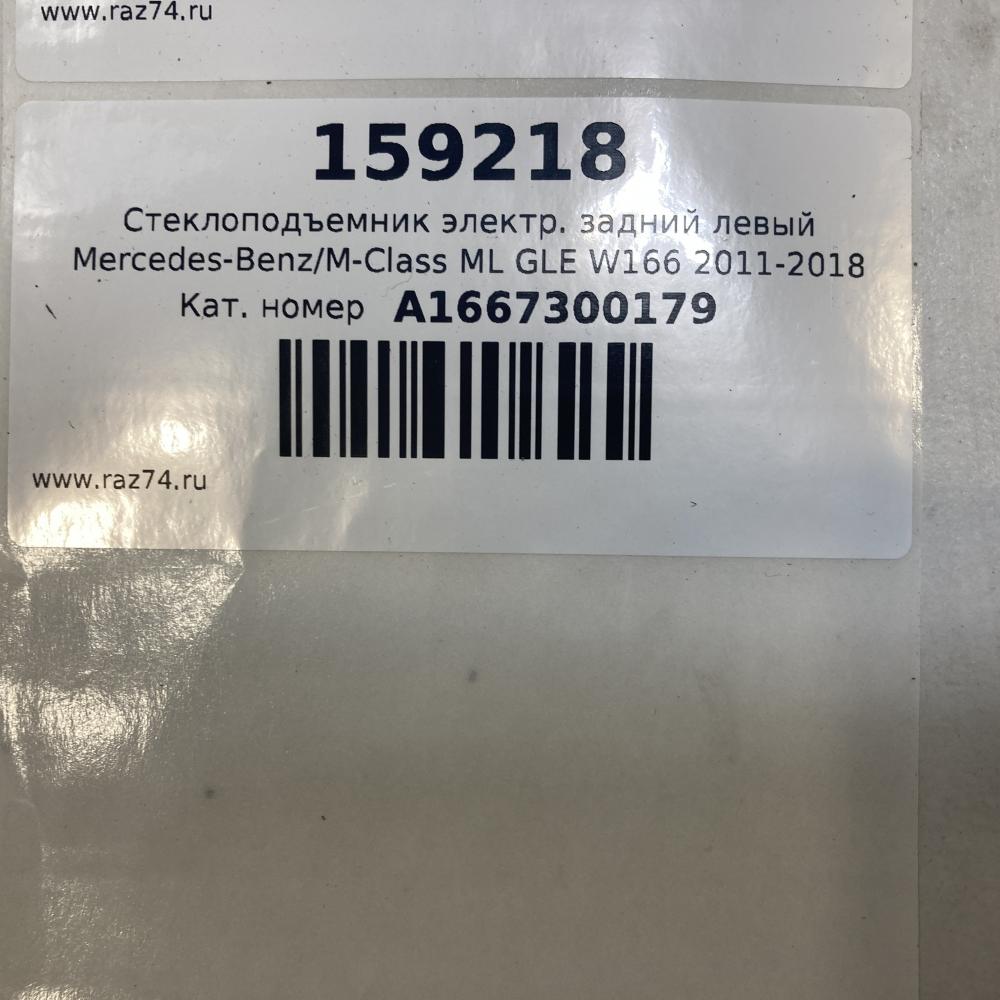 www.raz74.ru
159218
Стеклоподъемник электр. задний левый
Mercedes-Benz/M-Class ML GLE W166 2011-2018
Кат. номер A1667300179
www.raz74.ru